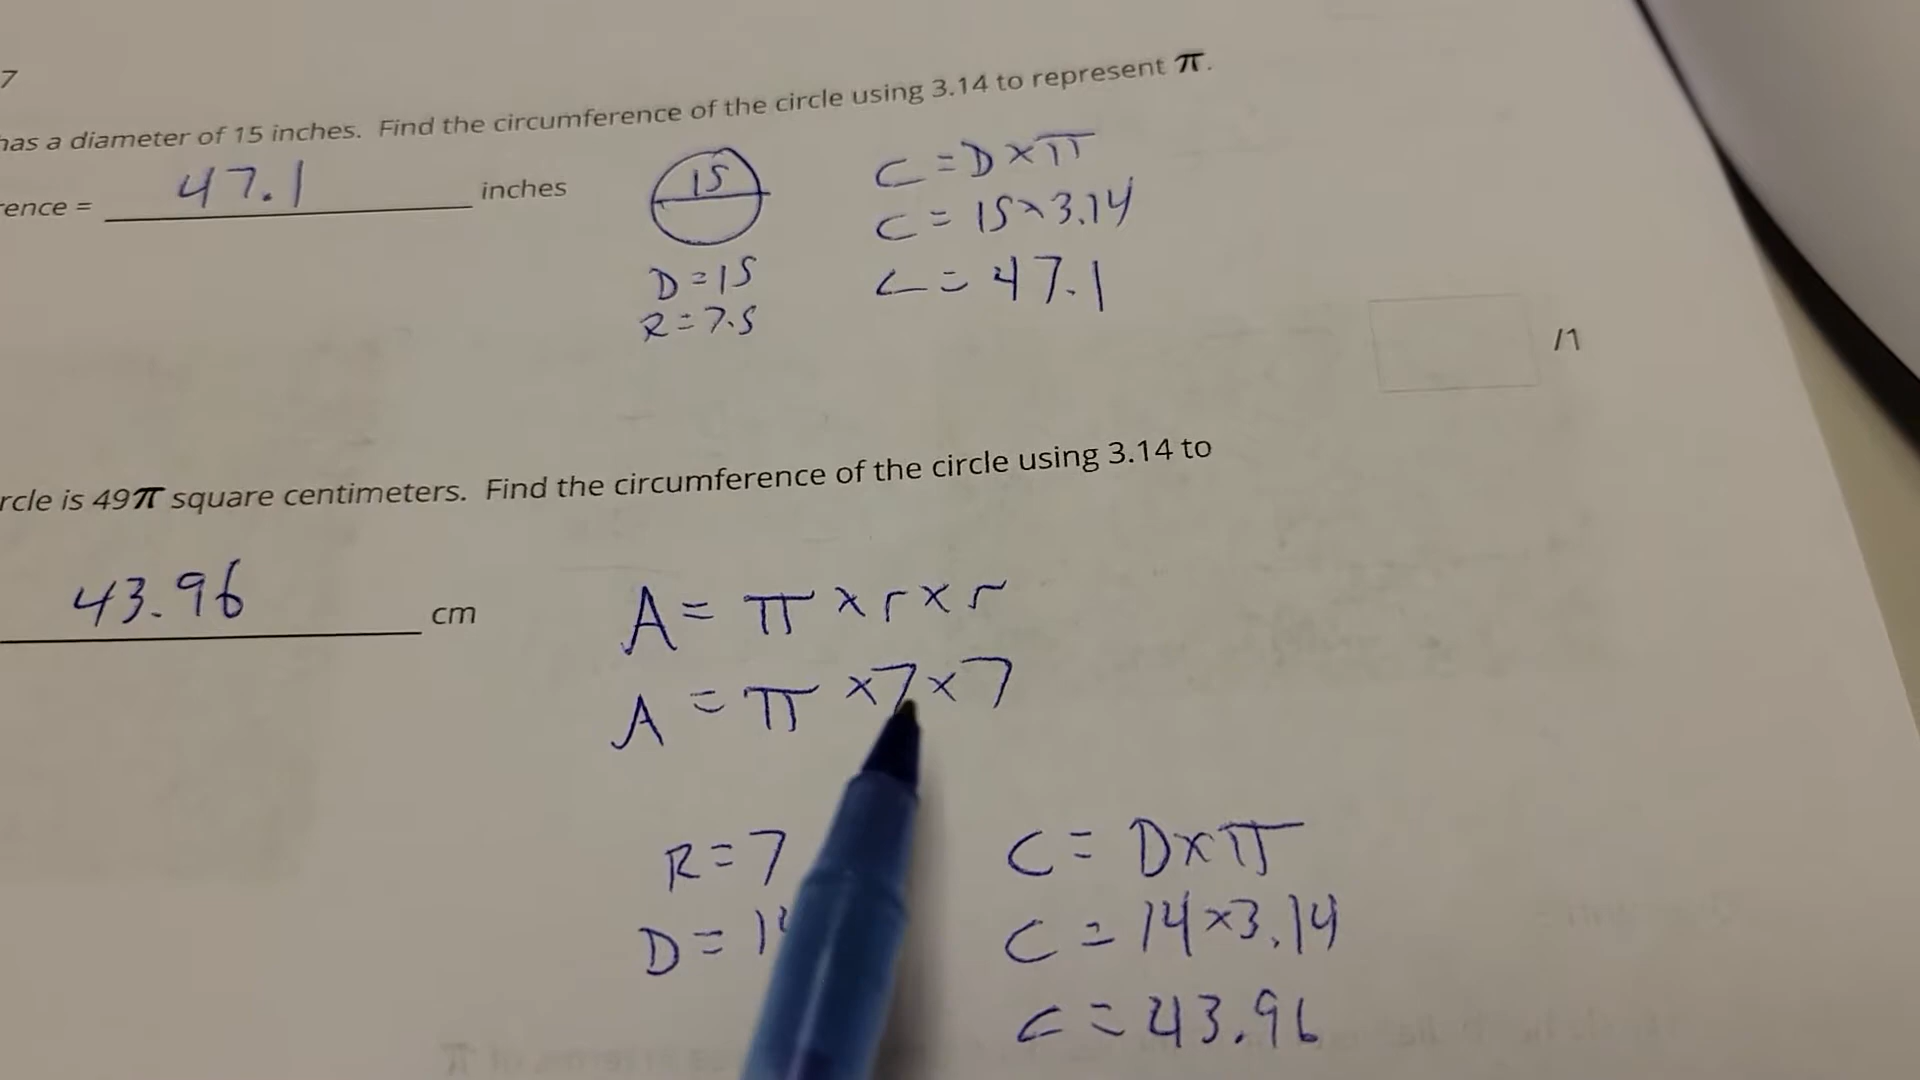 7
has a diameter of 15 inches. Find the circumference of the circle using 3.14 to represent π.
ence = 47.1 inches
15
D = 15
R = 7.5
C = D × π
C = 15 × 3.14
C = 47.1
/1
rcle is 49π square centimeters. Find the circumference of the circle using 3.14 to
43.96 cm
A = π × r × r
A = π × 7 × 7
R = 7
D = 1
C = D × π
C = 14 × 3.14
C = 43.96